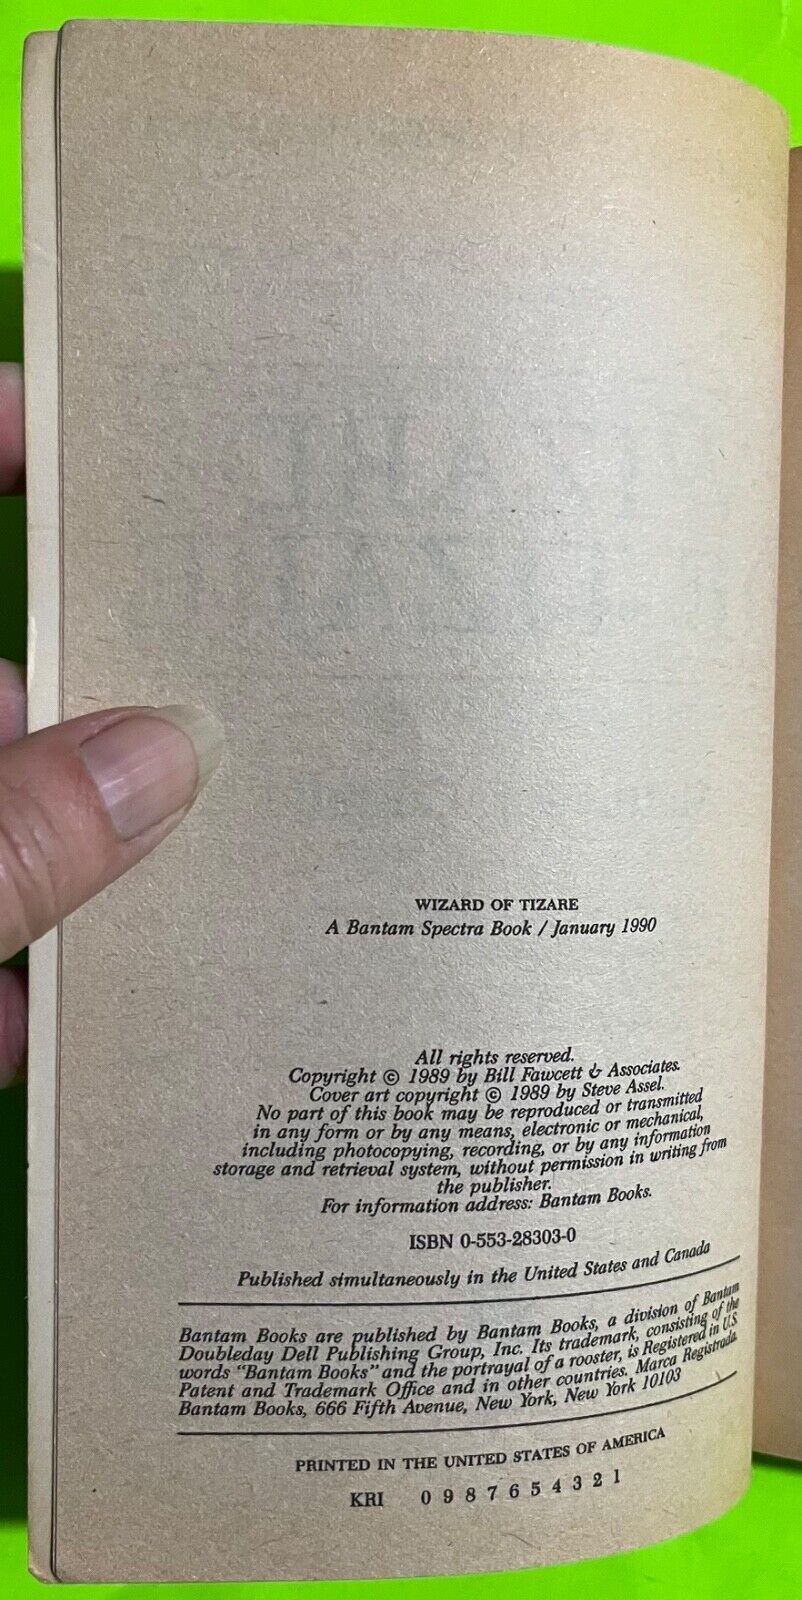 WIZARD OF TIZARE
A Bantam Spectra Book / January 1990
All rights reserved.
Copyright © 1989 by Bill Fawcett & Associates.
Cover art copyright © 1989 by Steve Assel.
No part of this book may be reproduced or transmitted
in any form or by any means, electronic or mechanical,
including photocopying, recording, or by any information
storage and retrieval system, without permission in writing from
the publisher.
For information address: Bantam Books.
ISBN 0-553-28303-0
Published simultaneously in the United States and Canada
Bantam Books are published by Bantam Books, a division of Bantam
Doubleday Dell Publishing Group, Inc. Its trademark, consisting of the
words "Bantam Books" and the portrayal of a rooster, is Registered in U.S.
Patent and Trademark Office and in other countries. Marca Registrada.
Bantam Books, 666 Fifth Avenue, New York, New York 10103
PRINTED IN THE UNITED STATES OF AMERICA
KRI 0 9 8 7 6 5 4 3 2 1